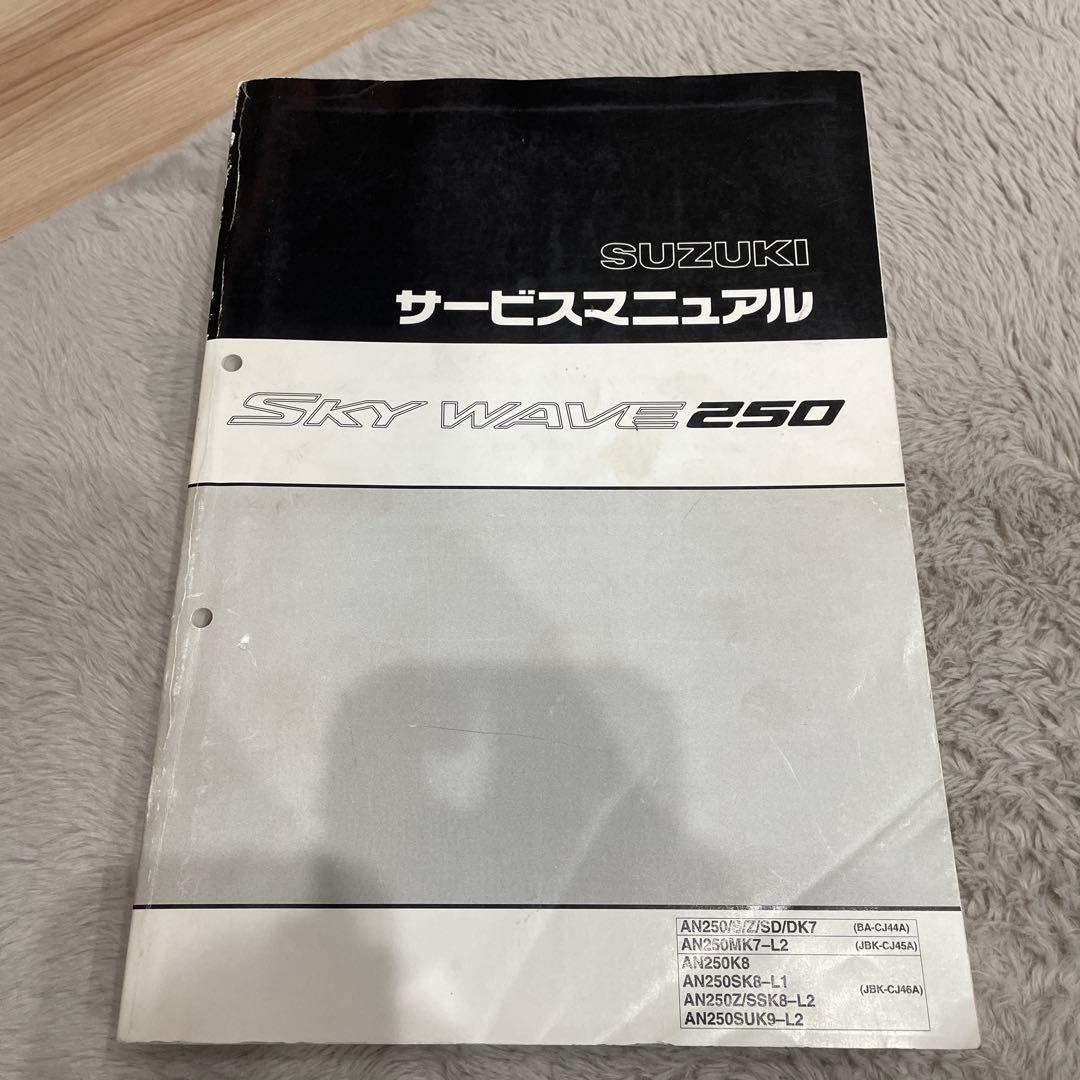 SUZUKI
サービスマニュアル
SKY WAVE 250
AN250/S/Z/SD/DK7 (BA-CJ44A)
AN250MK7-L2 (JBK-CJ45A)
AN250K8
AN250SK8-L1
(JBK-CJ46A)
AN250Z/SSK8-L2
AN250SUK9-L2